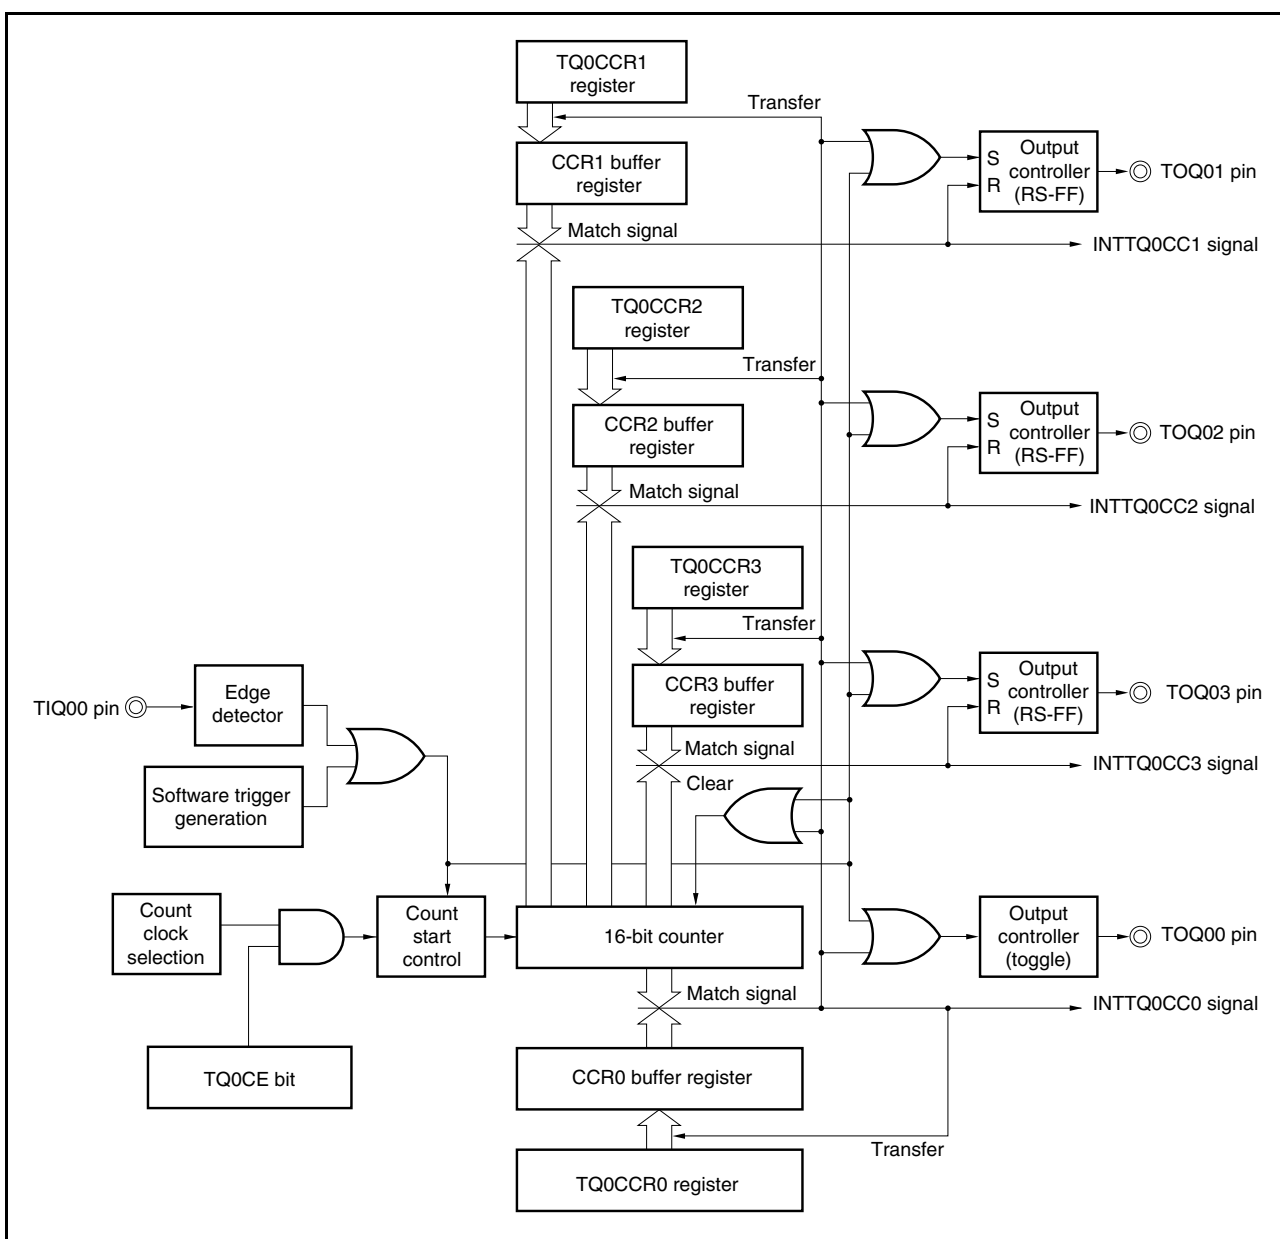 TQ0CCR1
register
Transfer
CCR1 buffer
register
S
R
Output
controller
(RS-FF)
TOQ01 pin
Match signal
INTTQ0CC1 signal
TQ0CCR2
register
Transfer
CCR2 buffer
register
S
R
Output
controller
(RS-FF)
TOQ02 pin
Match signal
INTTQ0CC2 signal
TQ0CCR3
register
Transfer
CCR3 buffer
register
S
R
Output
controller
(RS-FF)
TOQ03 pin
TIQ00 pin
Edge
detector
Match signal
INTTQ0CC3 signal
Software trigger
generation
Clear
Count
clock
selection
Count
start
control
16-bit counter
Output
controller
(toggle)
TOQ00 pin
Match signal
INTTQ0CC0 signal
TQ0CE bit
CCR0 buffer register
Transfer
TQ0CCR0 register